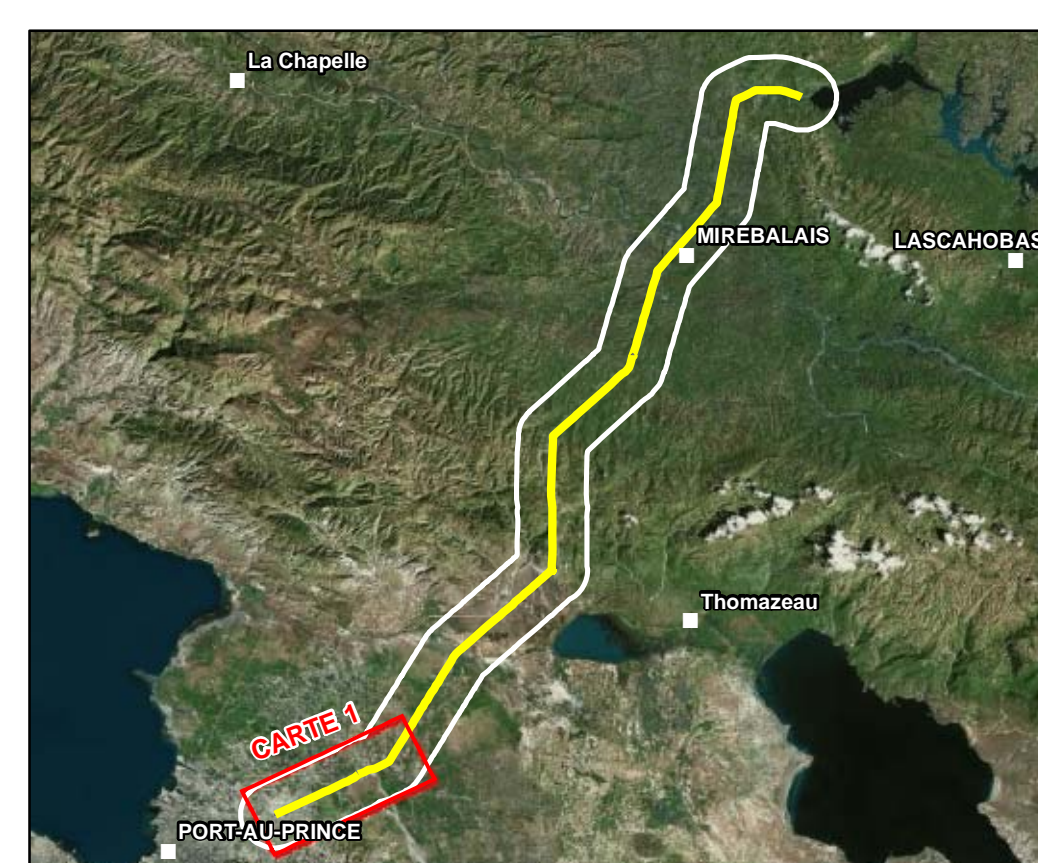 La Chapelle
MIREBALAIS
LASCAHOBAS
Thomazeau
CARTE 1
PORT-AU-PRINCE